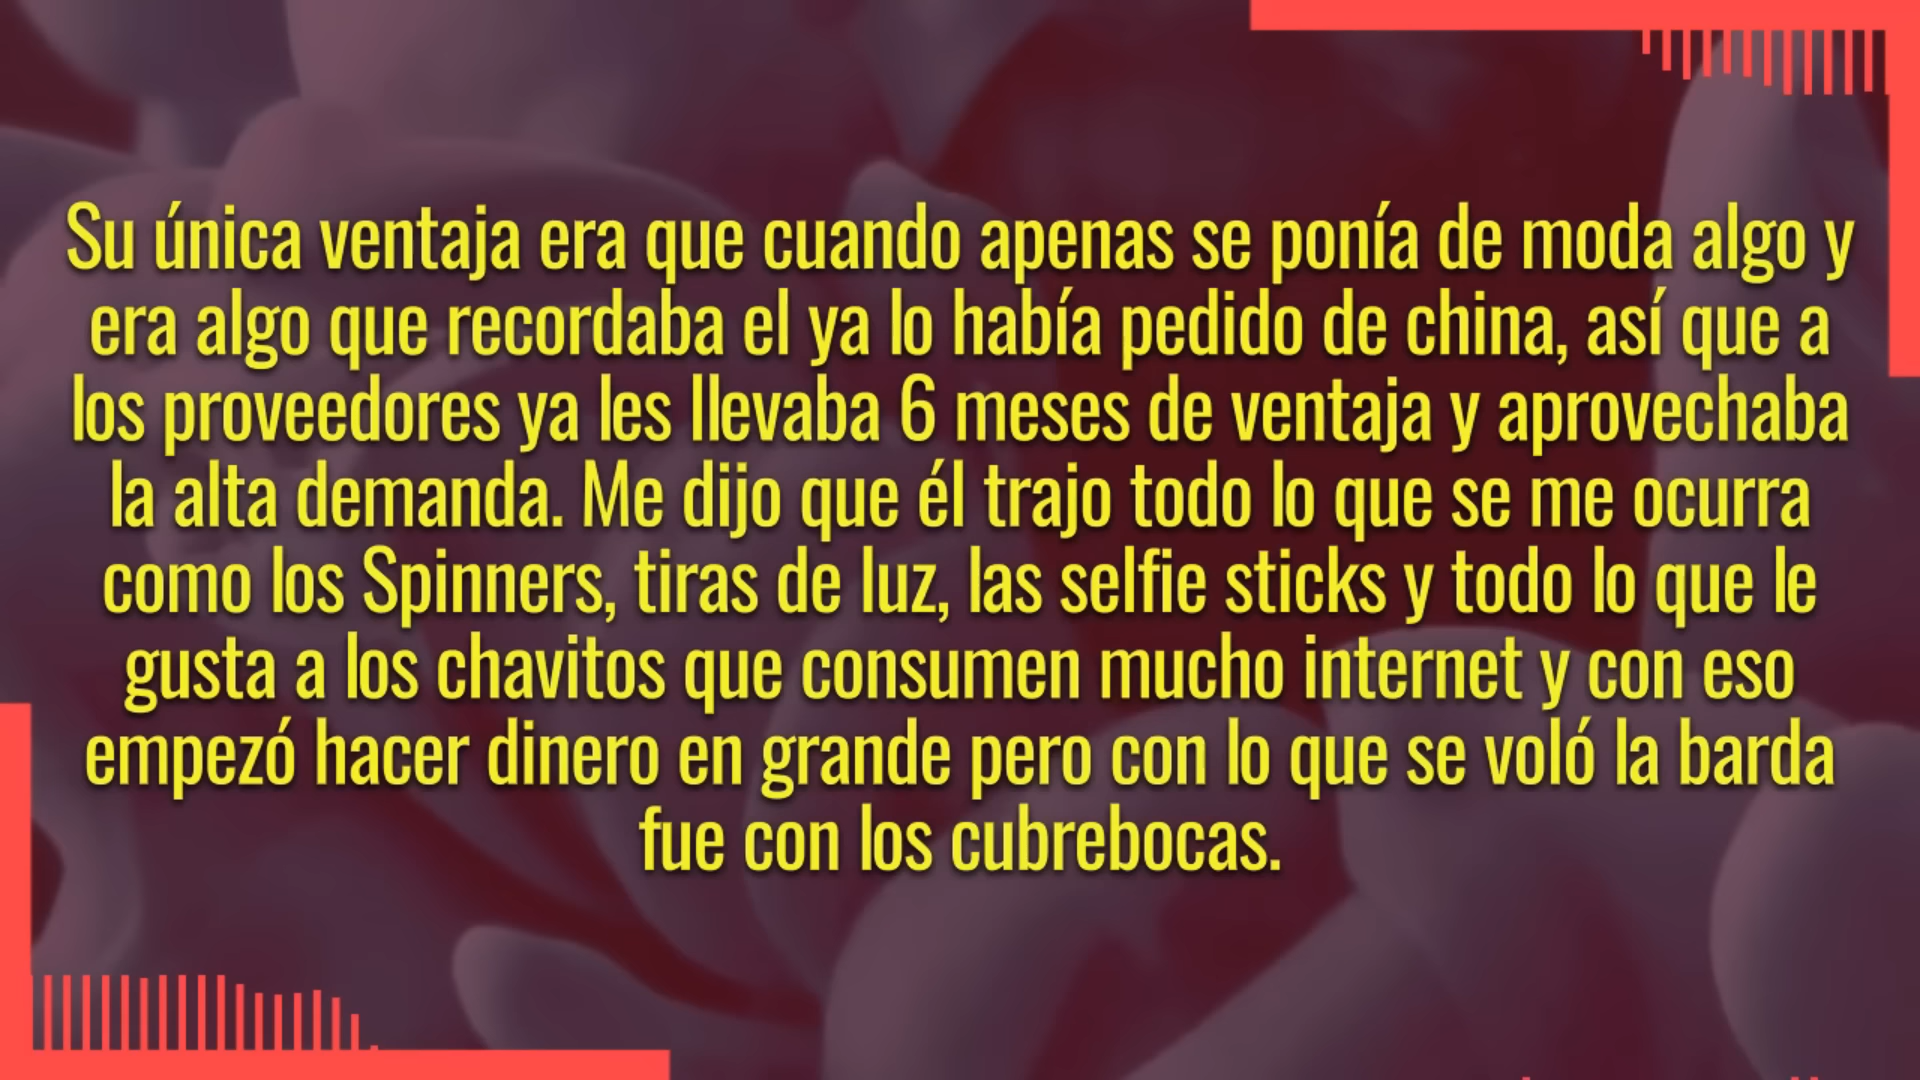 Su única ventaja era que cuando apenas se ponía de moda algo y
era algo que recordaba el ya lo había pedido de china, así que a
los proveedores ya les llevaba 6 meses de ventaja y aprovechaba
la alta demanda. Me dijo que él trajo todo lo que se me ocurra
como los Spinners, tiras de luz, las selfie sticks y todo lo que le
gusta a los chavitos que consumen mucho internet y con eso
empezó hacer dinero en grande pero con lo que se voló la barda
fue con los cubrebocas.